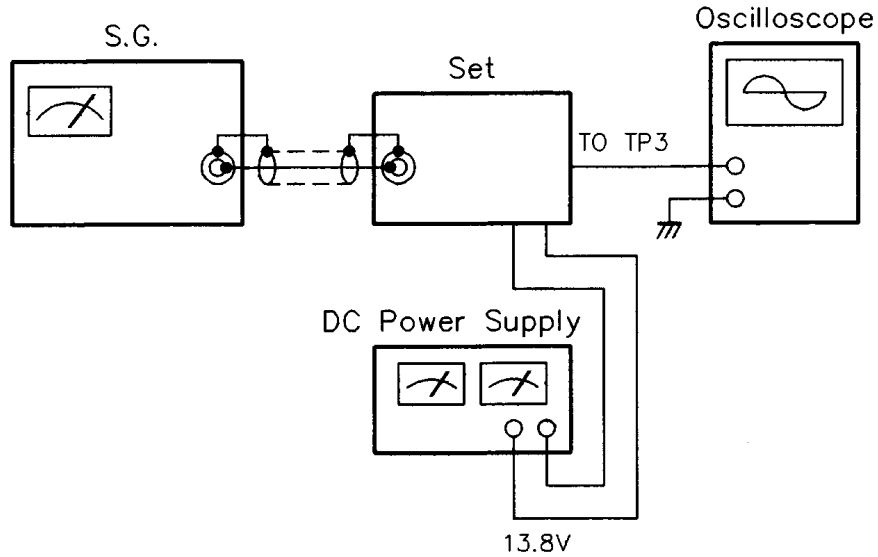 Oscilloscope
S.G.
Set
TO TP3
DC Power Supply
13.8V